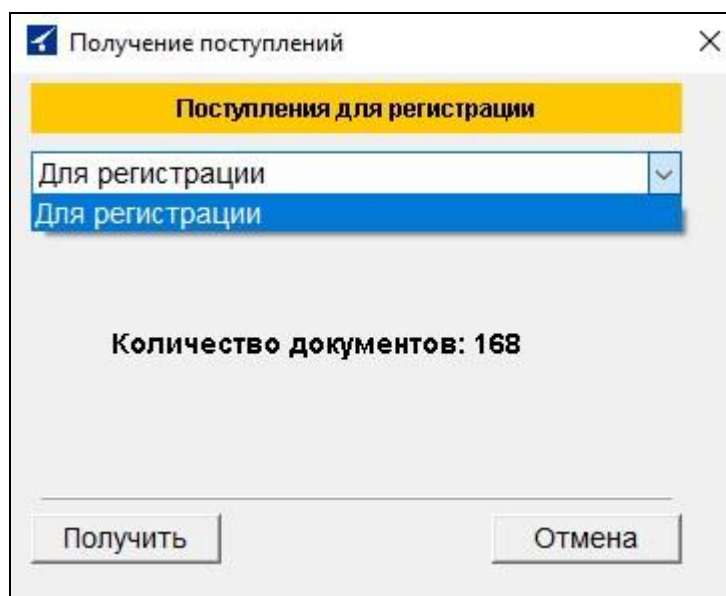 Получение поступлений
Поступления для регистрации
Для регистрации
Для регистрации
Количество документов: 168
Получить
Отмена